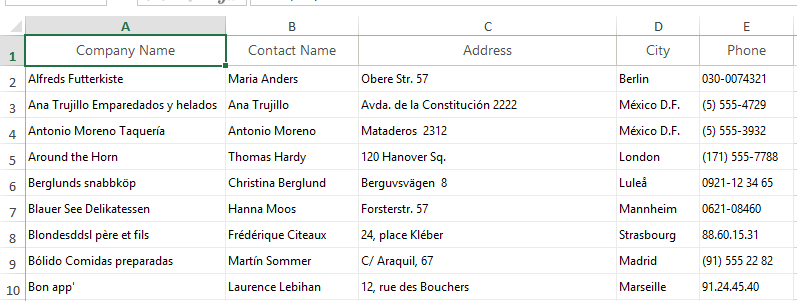 A B C D E
1 Company Name Contact Name Address City Phone
2 Alfreds Futterkiste Maria Anders Obere Str. 57 Berlin 030-0074321
3 Ana Trujillo Emparedados y helados Ana Trujillo Avda. de la Constitución 2222 México D.F. (5) 555-4729
4 Antonio Moreno Taquería Antonio Moreno Mataderos 2312 México D.F. (5) 555-3932
5 Around the Horn Thomas Hardy 120 Hanover Sq. London (171) 555-7788
6 Berglunds snabbköp Christina Berglund Berguvsvägen 8 Luleå 0921-12 34 65
7 Blauer See Delikatessen Hanna Moos Forsterstr. 57 Mannheim 0621-08460
8 Blondesddsl père et fils Frédérique Citeaux 24, place Kléber Strasbourg 88.60.15.31
9 Bólido Comidas preparadas Martín Sommer C/ Araquil, 67 Madrid (91) 555 22 82
10 Bon app' Laurence Lebihan 12, rue des Bouchers Marseille 91.24.45.40